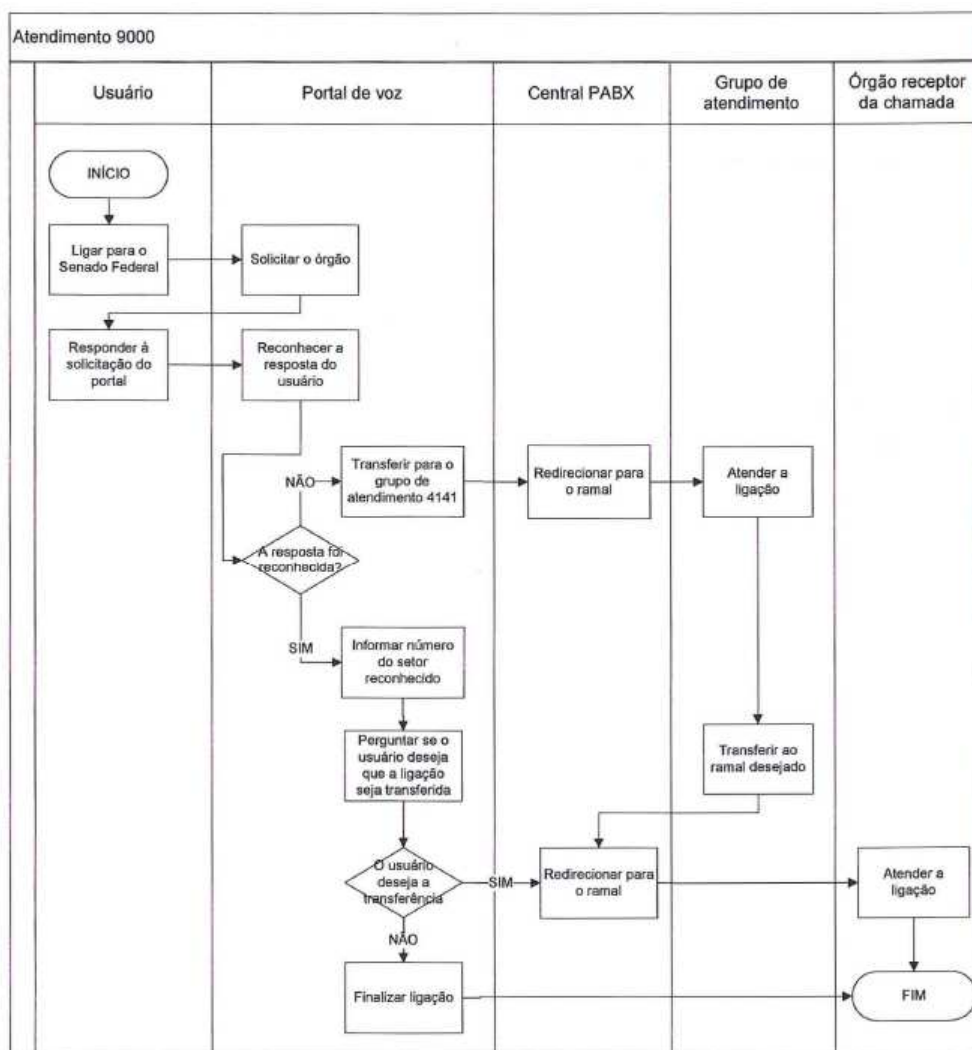 Atendimento 9000
Usuário
Portal de voz
Central PABX
Grupo de
atendimento
Órgão receptor
da chamada
INÍCIO
Ligar para o
Senado Federal
Solicitar o órgão
Responder à
solicitação do
portal
Reconhecer a
resposta do
usuário
NÃO
Transferir para o
grupo de
atendimento 4141
Redirecionar para
o ramal
Atender a
ligação
A resposta foi
reconhecida?
SIM
Informar número
do setor
reconhecido
Perguntar se o
usuário deseja
que a ligação
seja transferida
Transferir ao
ramal desejado
O usuário
deseja a
transferência
SIM
Redirecionar para
o ramal
Atender a
ligação
NÃO
Finalizar ligação
FIM